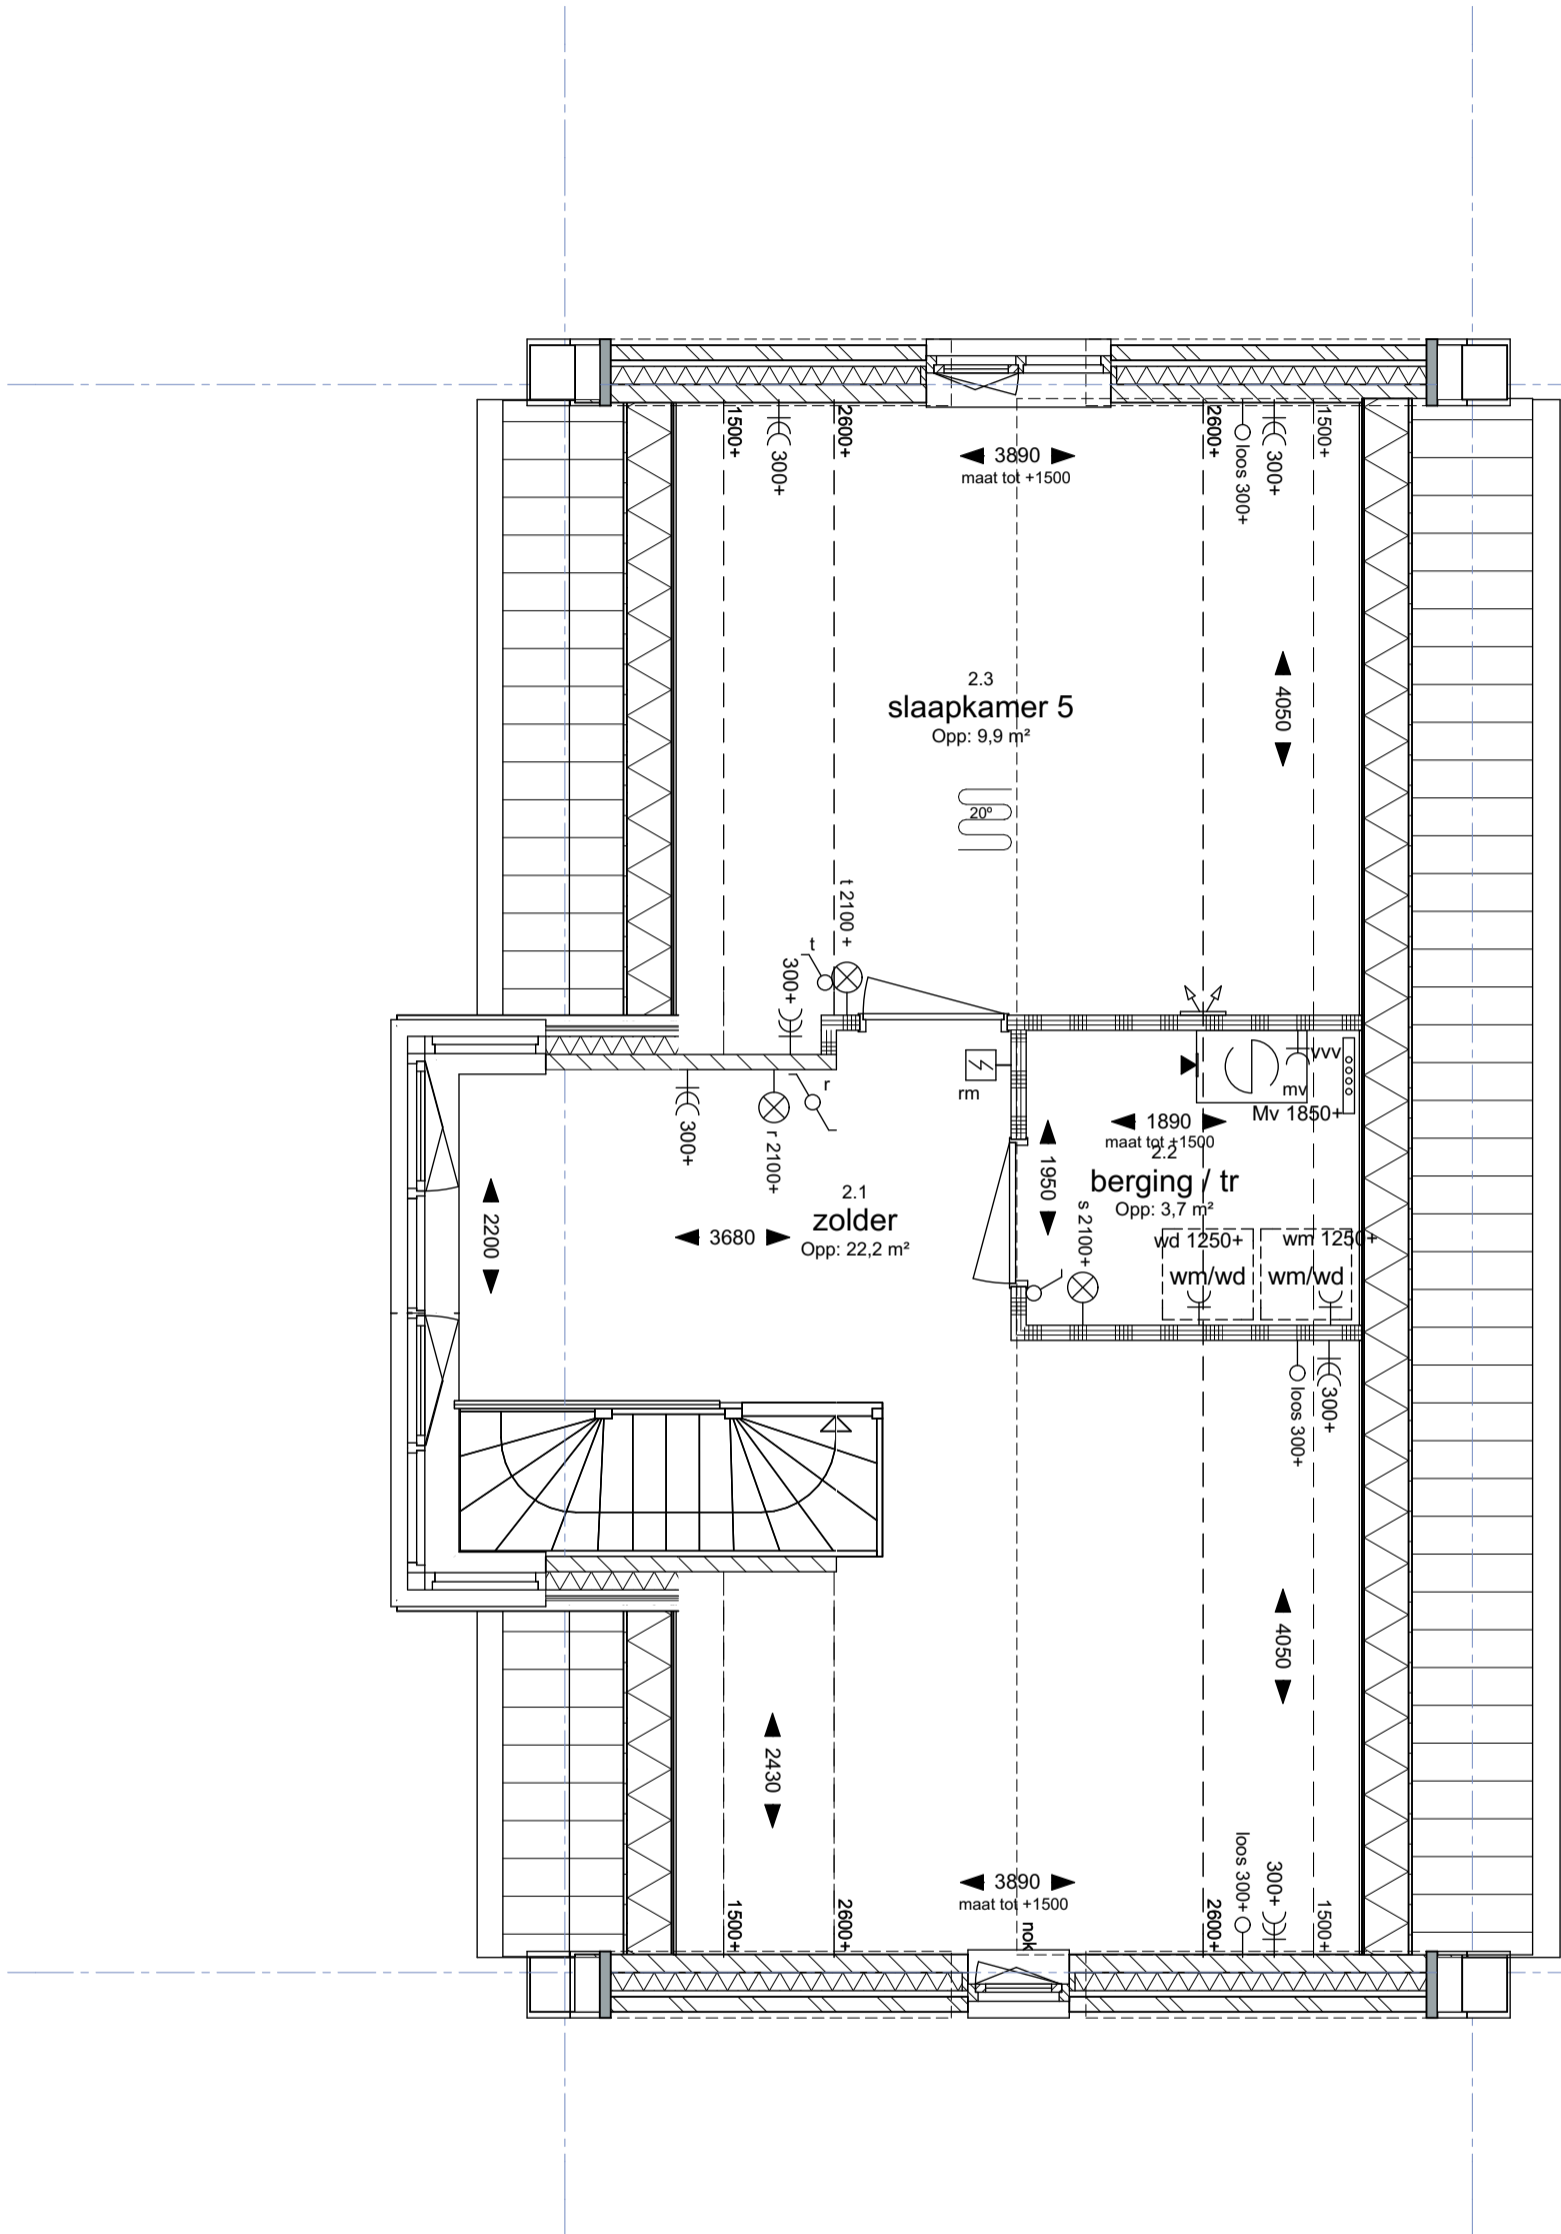 1500+
300+
2600+
3890
maat tot +1500
2600+
loos 300+
300+
1500+
2.3
slaapkamer 5
Opp: 9,9 m²
4050
20º
t 2100+
t
300+
r
300+
r 2100+
rm
vvv
mv
Mv 1850+
1890
maat tot +1500
2.2
berging / tr
Opp: 3,7 m²
1950
s 2100+
wd 1250+
wm 1250+
wm/wd
wm/wd
2200
3680
2.1
zolder
Opp: 22,2 m²
loos 300+
300+
4050
2430
3890
maat tot +1500
nok
1500+
2600+
2600+
loos 300+
300+
1500+